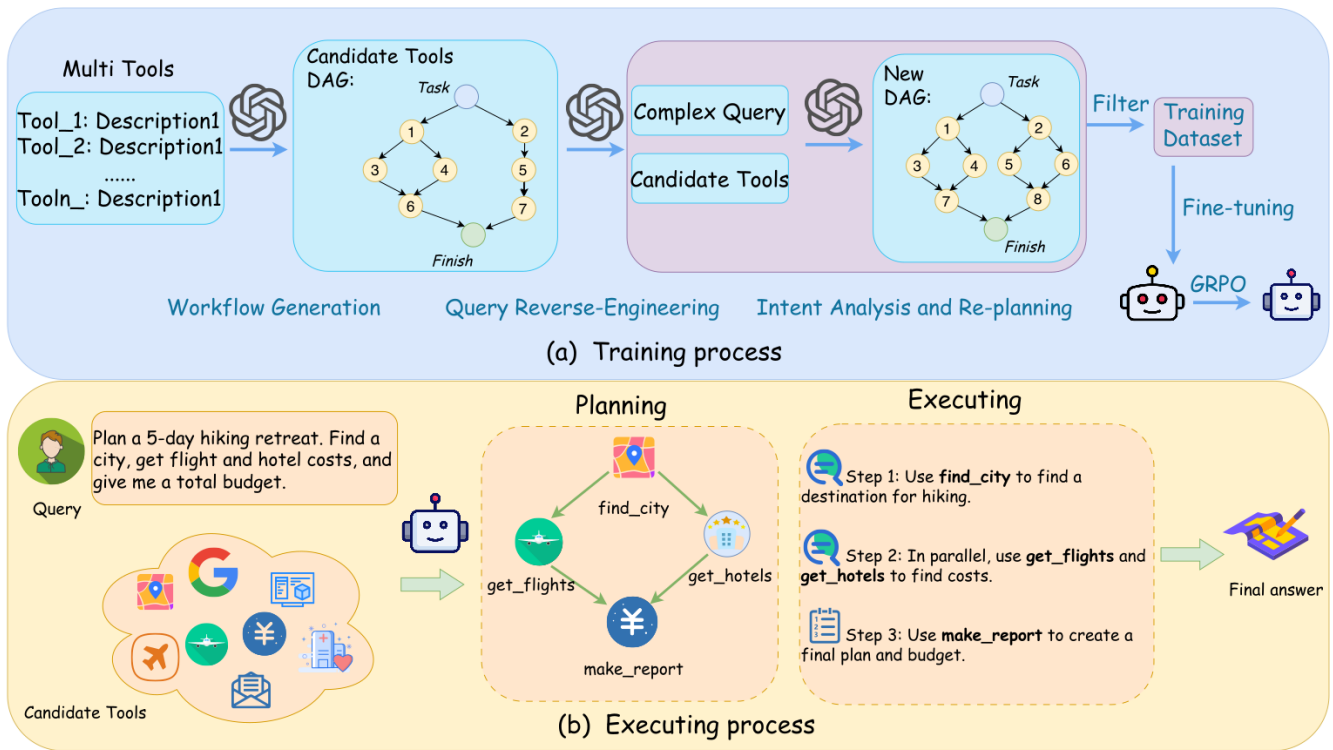 Multi Tools
Tool_1: Description1
Tool_2: Description1
......
Tooln_: Description1
Candidate Tools
DAG:
Task
1
2
3
4
5
6
7
Finish
Complex Query
Candidate Tools
New
DAG:
Task
1
2
3
4
5
6
7
8
Finish
Filter
Training
Dataset
Fine-tuning
GRPO
Workflow Generation
Query Reverse-Engineering
Intent Analysis and Re-planning
(a) Training process
Query
Plan a 5-day hiking retreat. Find a
city, get flight and hotel costs, and
give me a total budget.
Candidate Tools
Planning
find_city
get_flights
get_hotels
make_report
Executing
Step 1: Use find_city to find a
destination for hiking.
Step 2: In parallel, use get_flights and
get_hotels to find costs.
1
2
3
Step 3: Use make_report to create a
final plan and budget.
Final answer
(b) Executing process